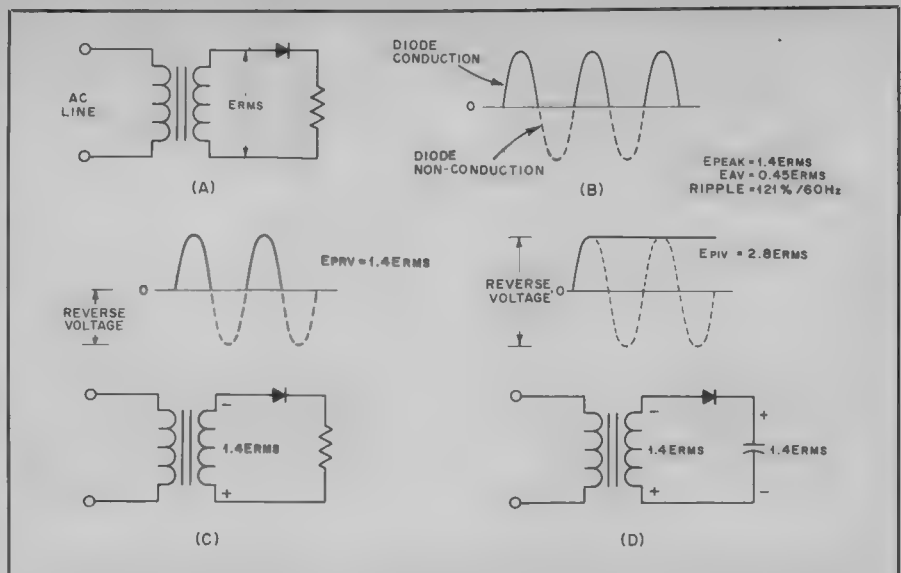 AC
LINE
ERMS
(A)
DIODE
CONDUCTION
0
DIODE
NON-CONDUCTION
(B)
EPEAK = 1.4ERMS
EAV = 0.45ERMS
RIPPLE = 121% /60Hz
0
REVERSE
VOLTAGE
EPRV = 1.4ERMS
-
1.4ERMS
+
(C)
REVERSE
VOLTAGE
0
EPIV = 2.8ERMS
-
1.4ERMS
+
+
1.4ERMS
-
(D)